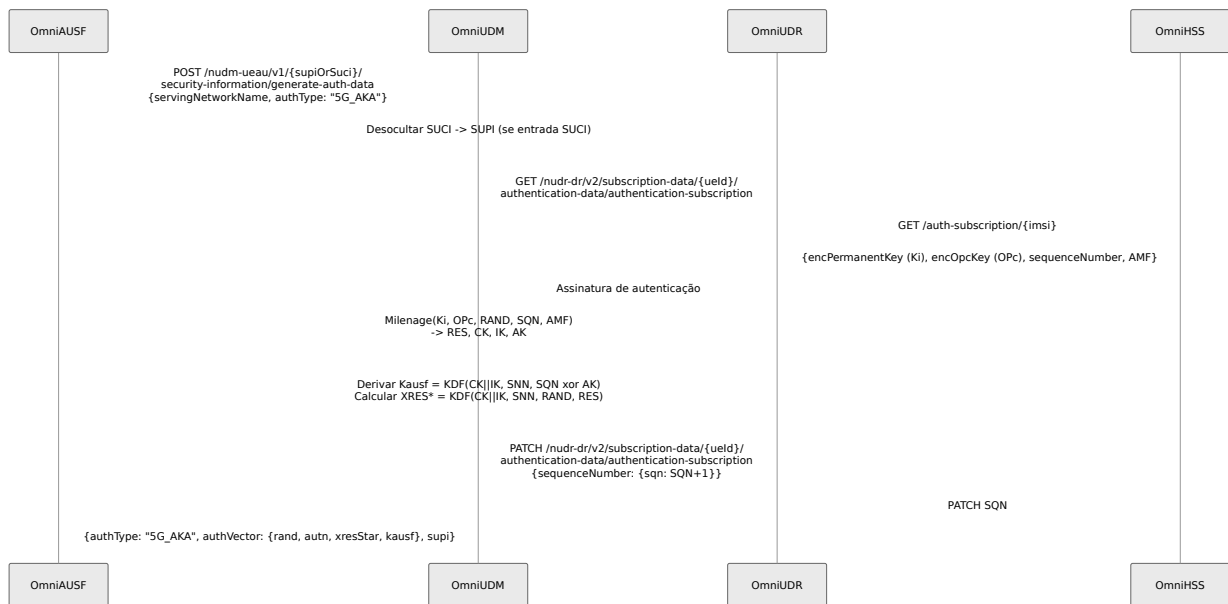 OmniAUSF
OmniUDM
OmniUDR
OmniHSS
POST /nudm-ueau/v1/{supiOrSuci}/
security-information/generate-auth-data
{servingNetworkName, authType: "5G_AKA"}
Desocultar SUCI -> SUPI (se entrada SUCI)
GET /nudr-dr/v2/subscription-data/{ueId}/
authentication-data/authentication-subscription
GET /auth-subscription/{imsi}
{encPermanentKey (Ki), encOpcKey (OPc), sequenceNumber, AMF}
Assinatura de autenticação
Milenage(Ki, OPc, RAND, SQN, AMF)
-> RES, CK, IK, AK
Derivar Kausf = KDF(CK||IK, SNN, SQN xor AK)
Calcular XRES* = KDF(CK||IK, SNN, RAND, RES)
PATCH /nudr-dr/v2/subscription-data/{ueId}/
authentication-data/authentication-subscription
{sequenceNumber: {sqn: SQN+1}}
PATCH SQN
{authType: "5G_AKA", authVector: {rand, autn, xresStar, kausf}, supi}
OmniAUSF
OmniUDM
OmniUDR
OmniHSS